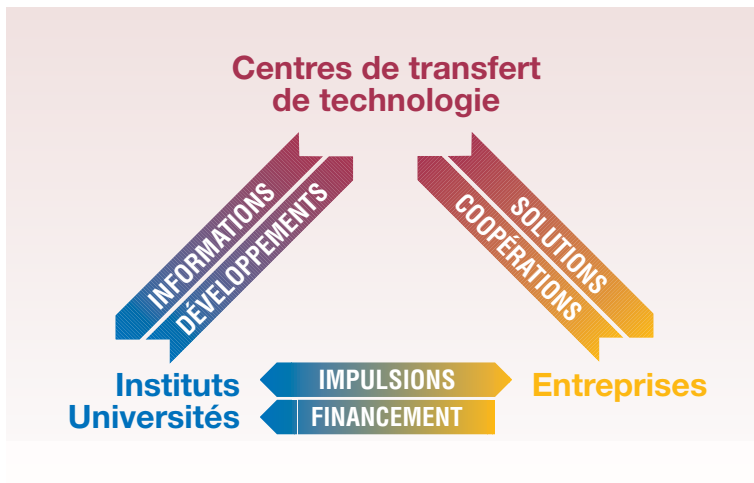 Centres de transfert
de technologie
INFORMATIONS
DÉVELOPPEMENTS
SOLUTIONS
COOPÉRATIONS
Instituts
Universités
IMPULSIONS
FINANCEMENT
Entreprises